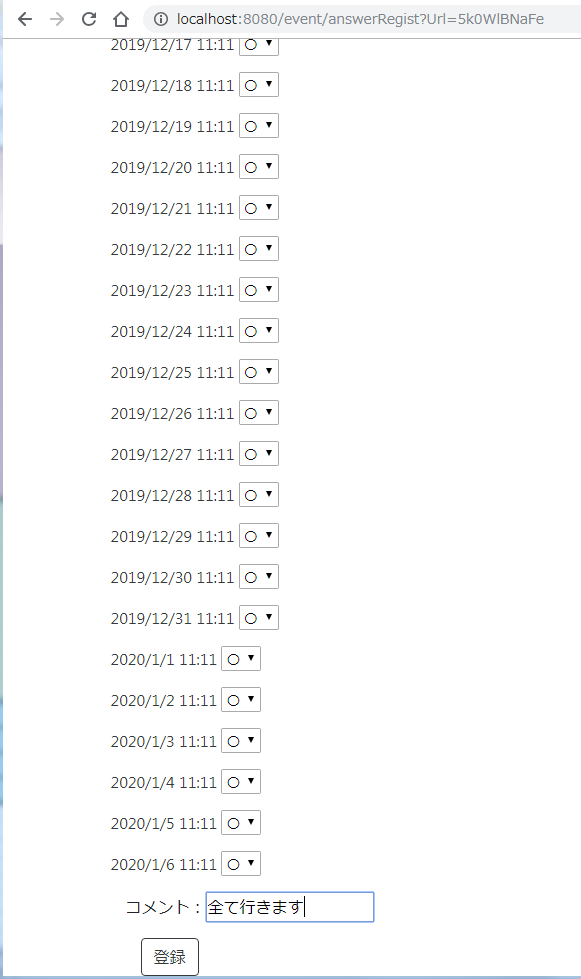 localhost:8080/event/answerRegist?Url=5k0WlBNaFe
2019/12/17 11:11 ○
2019/12/18 11:11 ○
2019/12/19 11:11 ○
2019/12/20 11:11 ○
2019/12/21 11:11 ○
2019/12/22 11:11 ○
2019/12/23 11:11 ○
2019/12/24 11:11 ○
2019/12/25 11:11 ○
2019/12/26 11:11 ○
2019/12/27 11:11 ○
2019/12/28 11:11 ○
2019/12/29 11:11 ○
2019/12/30 11:11 ○
2019/12/31 11:11 ○
2020/1/1 11:11 ○
2020/1/2 11:11 ○
2020/1/3 11:11 ○
2020/1/4 11:11 ○
2020/1/5 11:11 ○
2020/1/6 11:11 ○
コメント：全て行きます
登録